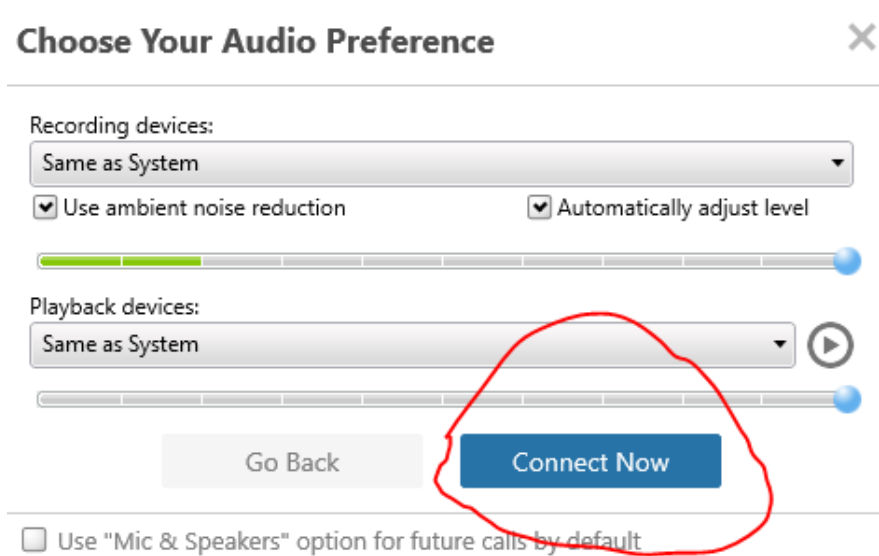 Choose Your Audio Preference
Recording devices:
Same as System
Use ambient noise reduction Automatically adjust level
Playback devices:
Same as System
Go Back Connect Now
Use "Mic & Speakers" option for future calls by default